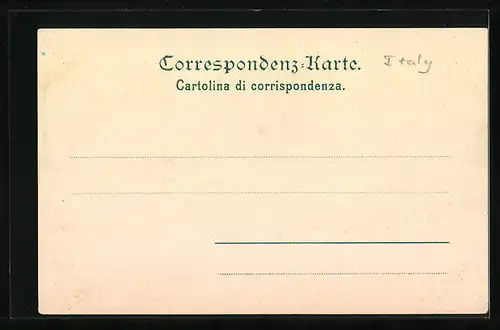 Correspondenz-Karte.
Italy
Cartolina di corrispondenza.